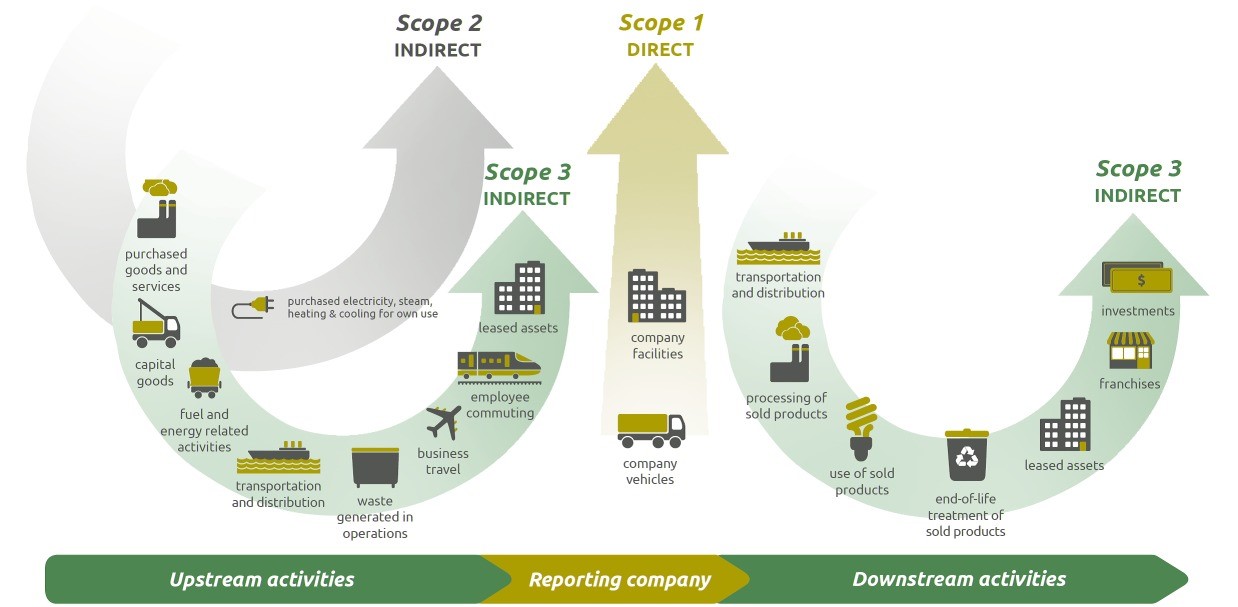 Scope 2
INDIRECT
Scope 1
DIRECT
Scope 3
INDIRECT
Scope 3
INDIRECT
purchased
goods and
services
capital
goods
fuel and
energy related
activities
transportation
and distribution
waste
generated in
operations
business
travel
employee
commuting
leased assets
purchased electricity, steam,
heating & cooling for own use
company
facilities
company
vehicles
transportation
and distribution
processing of
sold products
use of sold
products
end-of-life
treatment of
sold products
leased assets
franchises
$
investments
Upstream activities
Reporting company
Downstream activities